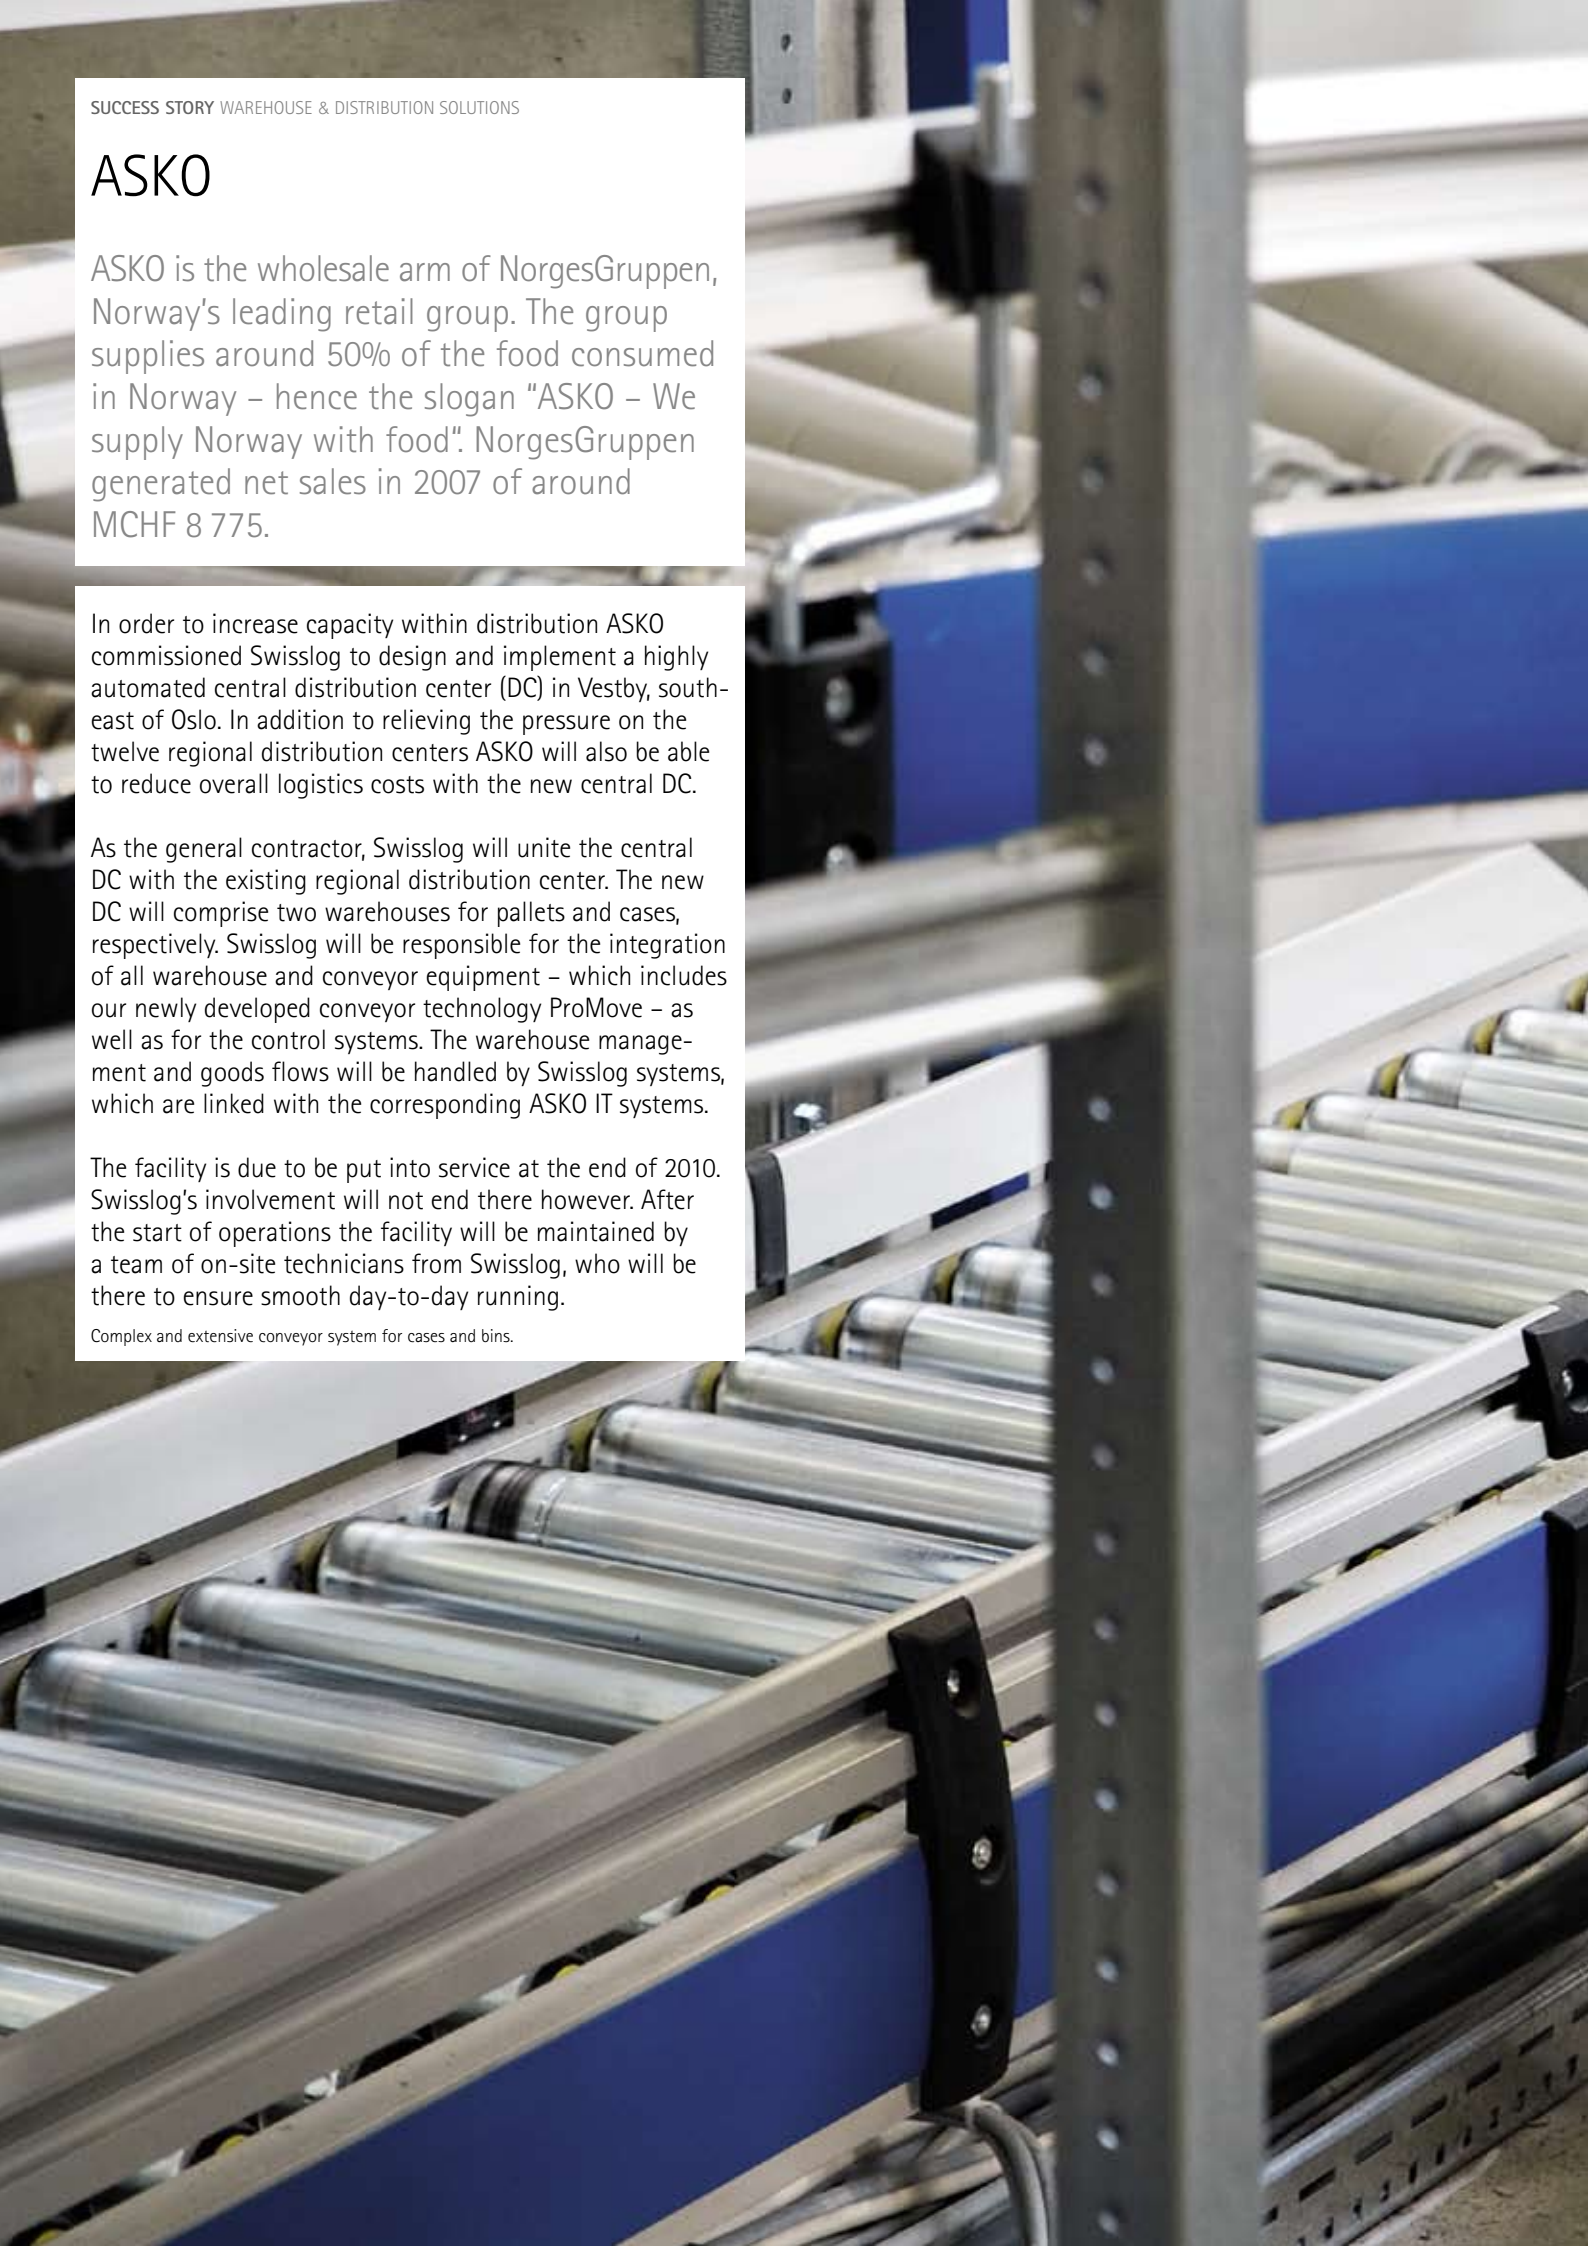 SUCCESS STORY WAREHOUSE & DISTRIBUTION SOLUTIONS
ASKO
ASKO is the wholesale arm of NorgesGruppen,
Norway's leading retail group. The group
supplies around 50% of the food consumed
in Norway – hence the slogan "ASKO – We
supply Norway with food". NorgesGruppen
generated net sales in 2007 of around
MCHF 8 775.
In order to increase capacity within distribution ASKO
commissioned Swisslog to design and implement a highly
automated central distribution center (DC) in Vestby, south-
east of Oslo. In addition to relieving the pressure on the
twelve regional distribution centers ASKO will also be able
to reduce overall logistics costs with the new central DC.
As the general contractor, Swisslog will unite the central
DC with the existing regional distribution center. The new
DC will comprise two warehouses for pallets and cases,
respectively. Swisslog will be responsible for the integration
of all warehouse and conveyor equipment – which includes
our newly developed conveyor technology ProMove – as
well as for the control systems. The warehouse manage-
ment and goods flows will be handled by Swisslog systems,
which are linked with the corresponding ASKO IT systems.
The facility is due to be put into service at the end of 2010.
Swisslog's involvement will not end there however. After
the start of operations the facility will be maintained by
a team of on-site technicians from Swisslog, who will be
there to ensure smooth day-to-day running.
Complex and extensive conveyor system for cases and bins.